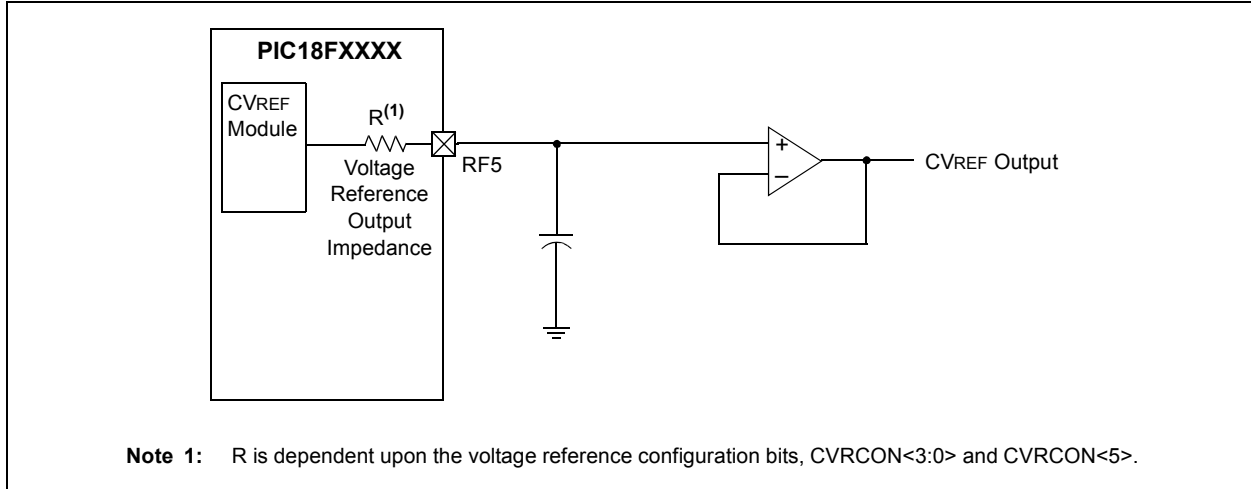 PIC18FXXXX
CVREF
Module
R(1)
Voltage
Reference
Output
Impedance
RF5
+
–
CVREF Output
Note 1: R is dependent upon the voltage reference configuration bits, CVRCON<3:0> and CVRCON<5>.